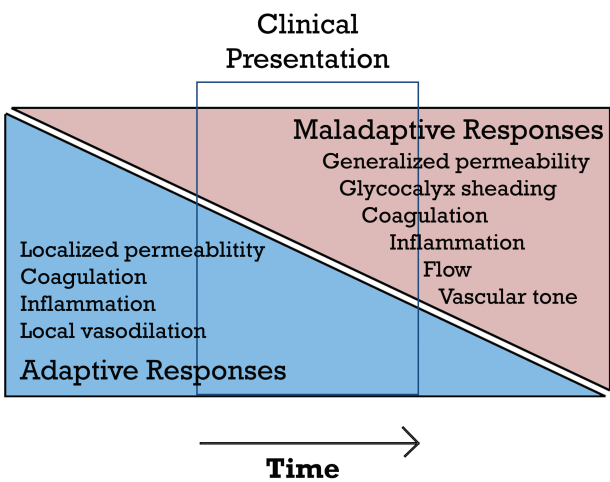 Clinical
Presentation
Maladaptive Responses
Generalized permeability
Glycocalyx sheading
Coagulation
Inflammation
Flow
Vascular tone
Localized permeablitity
Coagulation
Inflammation
Local vasodilation
Adaptive Responses
Time